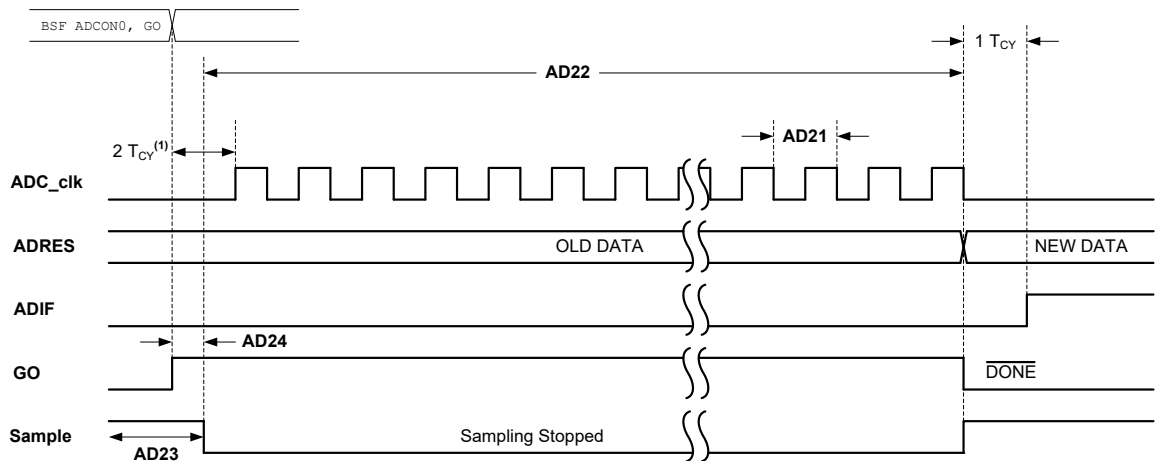 BSF ADCON0, GO
1 TCY
AD22
2 TCY(1)
AD21
ADC_clk
ADRES
OLD DATA
NEW DATA
ADIF
AD24
GO
DONE
Sample
Sampling Stopped
AD23